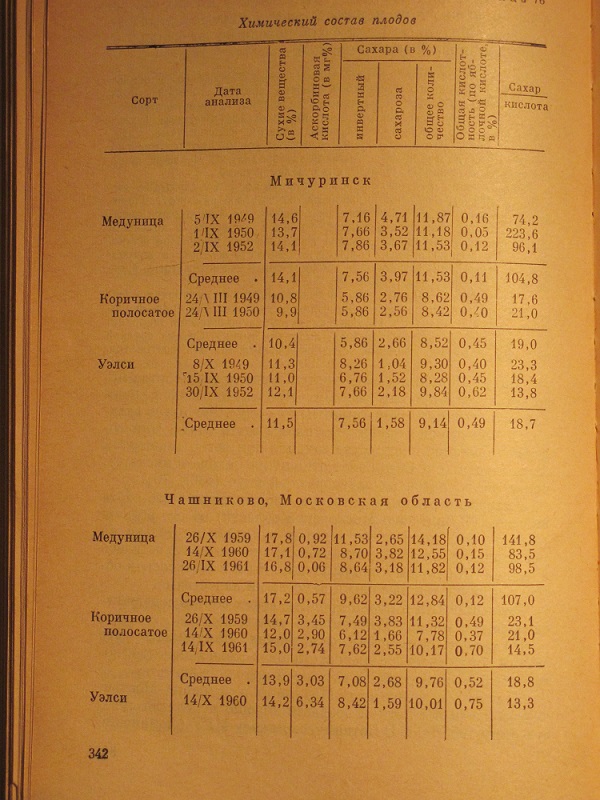 76
Химический состав плодов
Сорт
Дата анализа
Сухие вещества (в %)
Аскорбиновая кислота (в мг%)
Сахара (в %)
инвертный
сахароза
общее коли-
чество
Общая кислот-
ность (по яб-
лочной кислоте,
в %)
Сахар
кислота
Мичуринск
Медуница 5/IX 1949 14,6 7,16 4,71 11,87 0,16 74,2
1/IX 1950 13,7 7,66 3,52 11,18 0,05 223,6
2/IX 1952 14,1 7,86 3,67 11,53 0,12 96,1
Среднее . 14,1 7,56 3,97 11,53 0,11 104,8
Коричное 24/VIII 1949 10,8 5,86 2,76 8,62 0,49 17,6
полосатое 24/VIII 1950 9,9 5,86 2,56 8,42 0,40 21,0
Среднее . 10,4 5,86 2,66 8,52 0,45 19,0
Уэлси 8/X 1949 11,3 8,26 1,04 9,30 0,40 23,3
15/IX 1950 11,0 6,76 1,52 8,28 0,45 18,4
30/IX 1952 12,1 7,66 2,18 9,84 0,62 13,8
Среднее . 11,5 7,56 1,58 9,14 0,49 18,7
Чашниково, Московская область
Медуница 26/X 1959 17,8 0,92 11,53 2,65 14,18 0,10 141,8
14/X 1960 17,1 0,72 8,70 3,82 12,55 0,15 83,5
26/IX 1961 16,8 0,06 8,64 3,18 11,82 0,12 98,5
Среднее . 17,2 0,57 9,62 3,22 12,84 0,12 107,0
Коричное 26/X 1959 14,7 3,45 7,49 3,83 11,32 0,49 23,1
полосатое 14/X 1960 12,0 2,90 6,12 1,66 7,78 0,37 21,0
14/IX 1961 15,0 2,74 7,62 2,55 10,17 0,70 14,5
Среднее . 13,9 3,03 7,08 2,68 9,76 0,52 18,8
Уэлси 14/X 1960 14,2 6,34 8,42 1,59 10,01 0,75 13,3
342